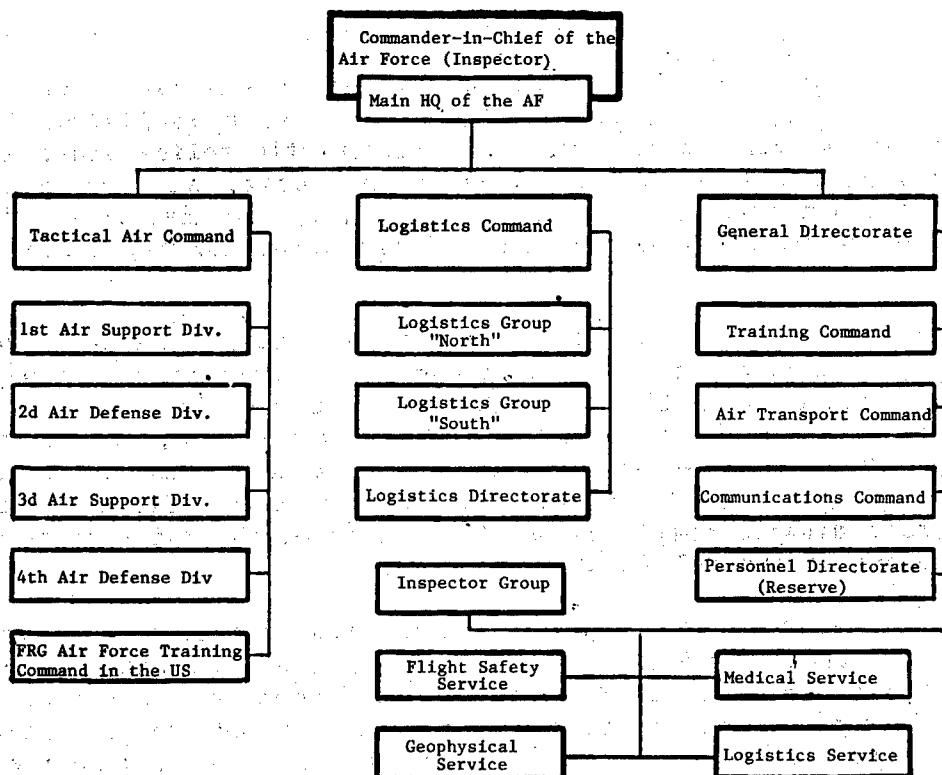 Commander-in-Chief of the
Air Force (Inspector)
Main HQ of the AF
Tactical Air Command
1st Air Support Div.
2d Air Defense Div.
3d Air Support Div.
4th Air Defense Div
FRG Air Force Training
Command in the US
Logistics Command
Logistics Group
"North"
Logistics Group
"South"
Logistics Directorate
General Directorate
Training Command
Air Transport Command
Communications Command
Personnel Directorate
(Reserve)
Inspector Group
Flight Safety
Service
Medical Service
Geophysical
Service
Logistics Service